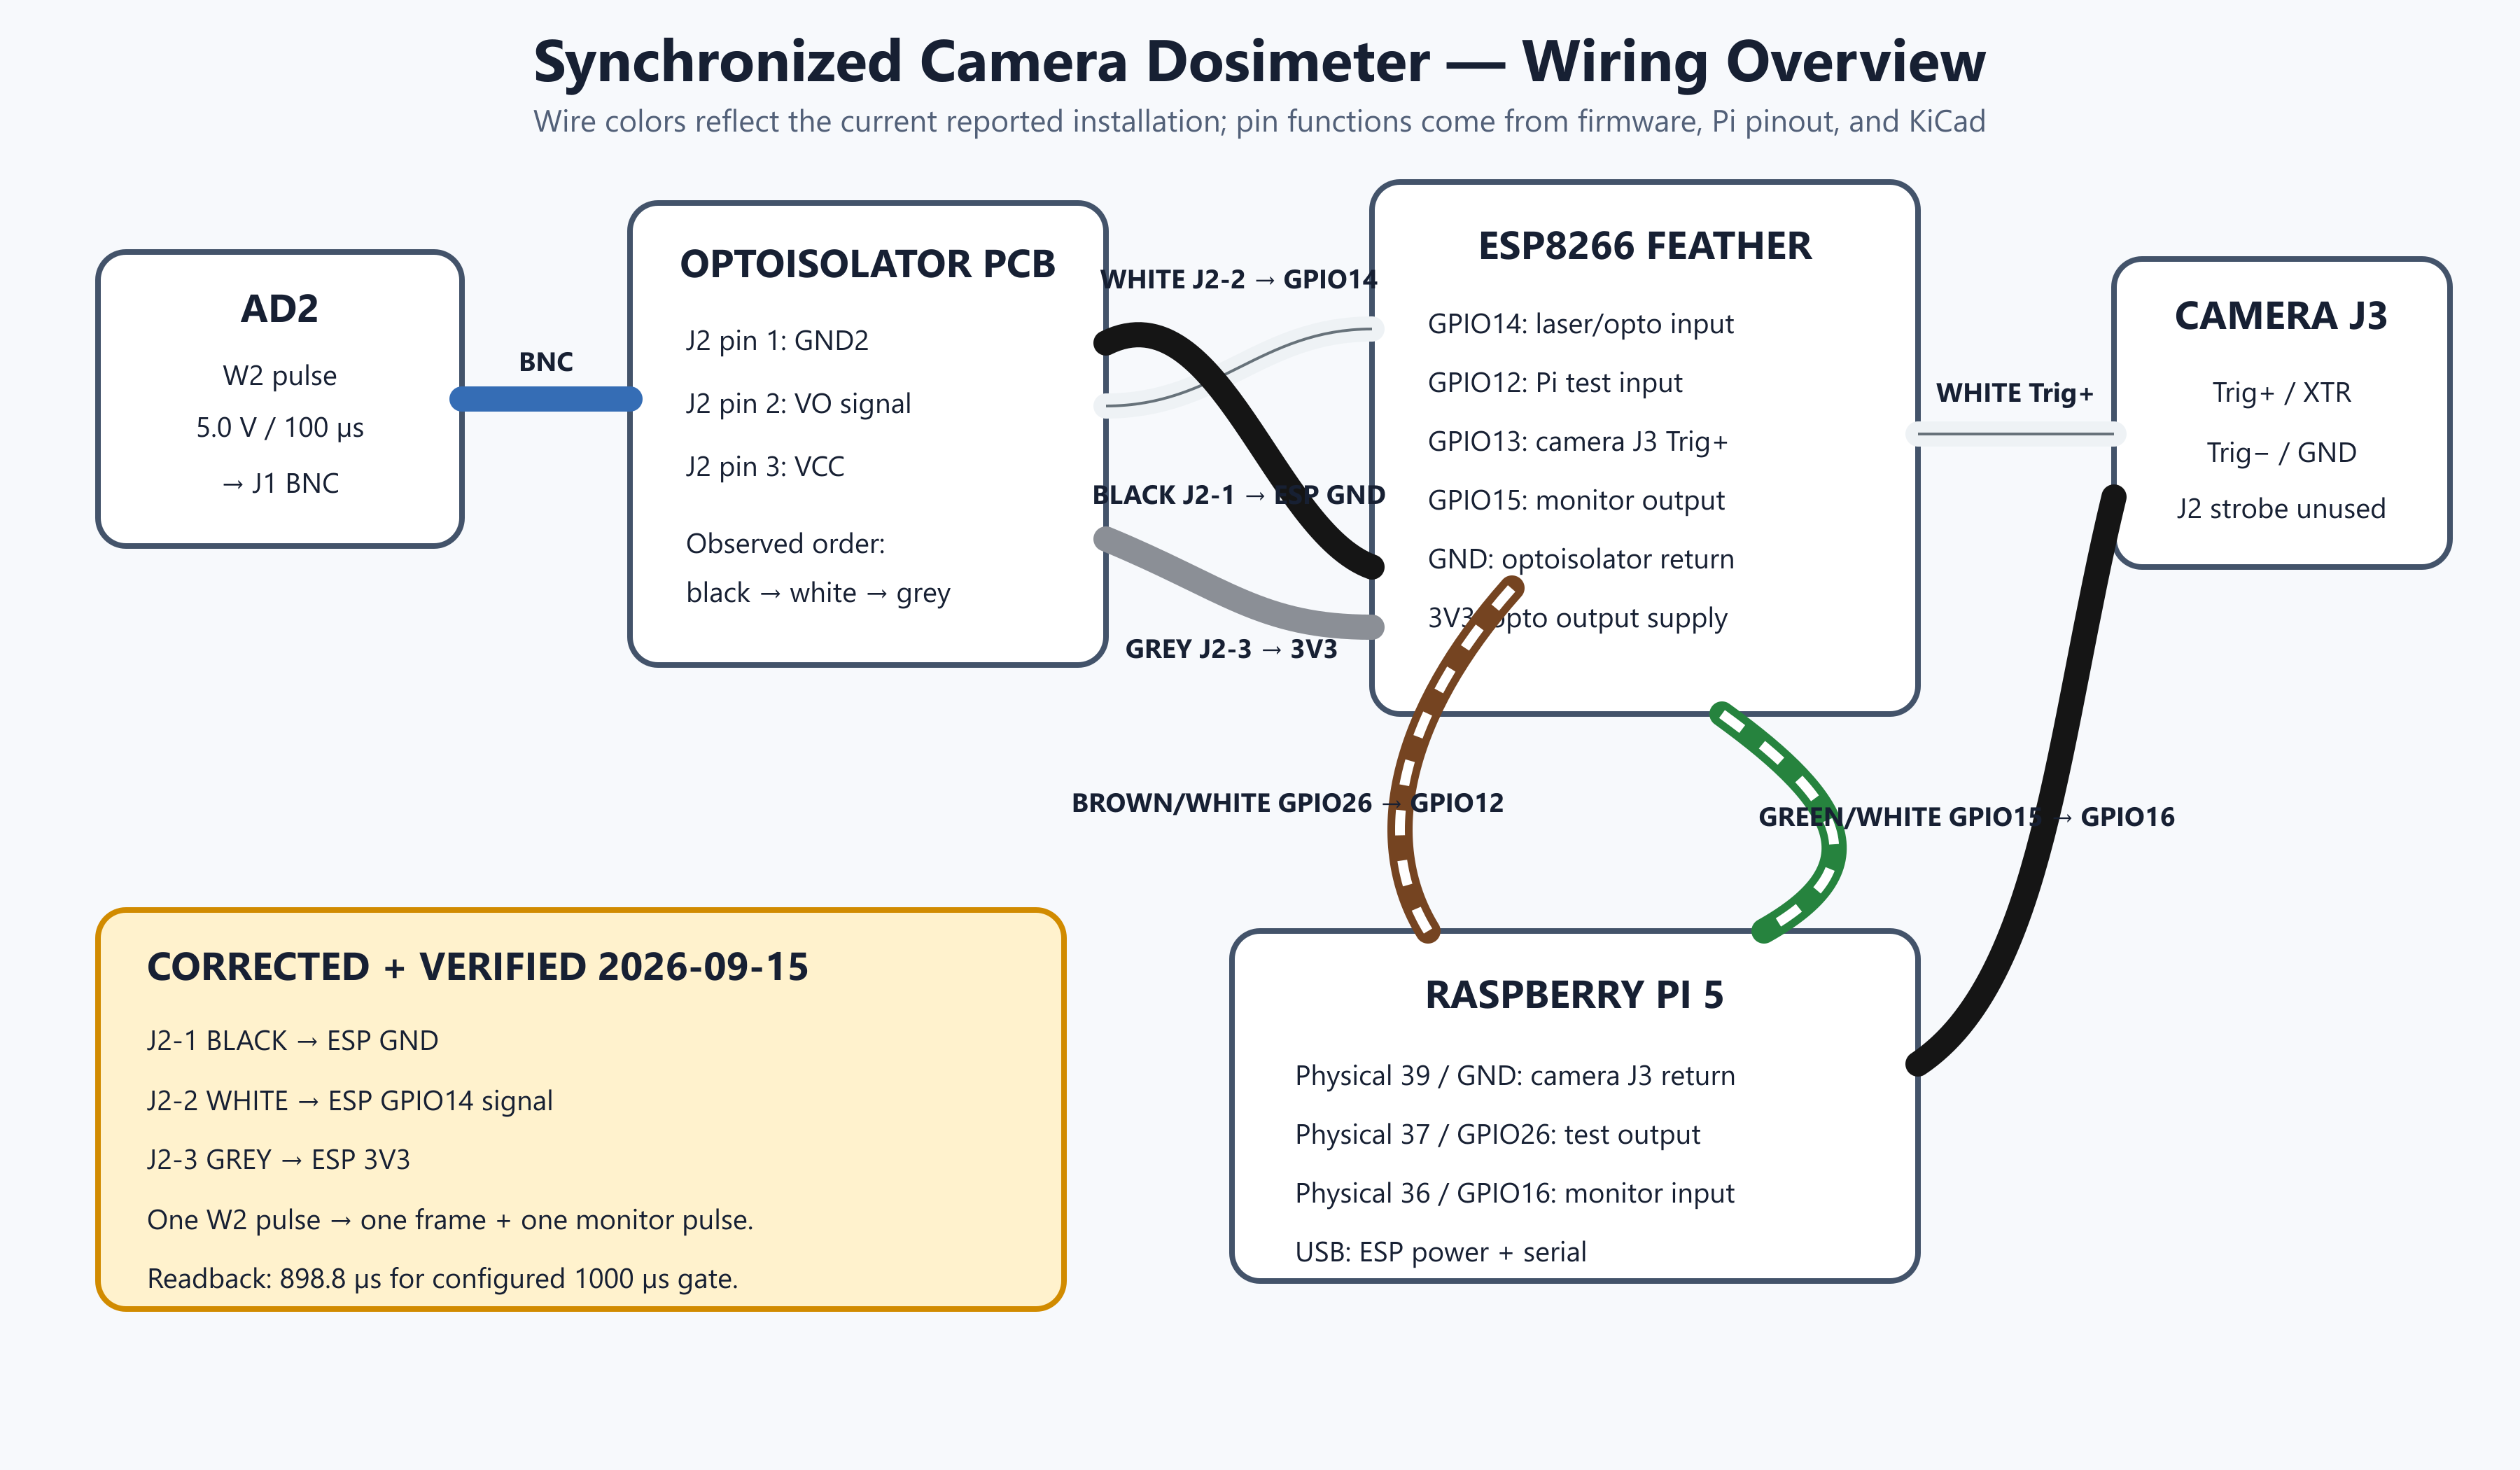 Synchronized Camera Dosimeter — Wiring Overview
Wire colors reflect the current reported installation; pin functions come from firmware, Pi pinout, and KiCad
AD2
W2 pulse
5.0 V / 100 µs
→ J1 BNC
BNC
OPTOISOLATOR PCB
J2 pin 1: GND2
J2 pin 2: VO signal
J2 pin 3: VCC
Observed order:
black → white → grey
WHITE J2-2 → GPIO14
BLACK J2-1 → ESP GND
GREY J2-3 → 3V3
ESP8266 FEATHER
GPIO14: laser/opto input
GPIO12: Pi test input
GPIO13: camera J3 Trig+
GPIO15: monitor output
GND: optoisolator return
3V3: opto output supply
WHITE Trig+
CAMERA J3
Trig+ / XTR
Trig− / GND
J2 strobe unused
BROWN/WHITE GPIO26 → GPIO12
GREEN/WHITE GPIO15 → GPIO16
CORRECTED + VERIFIED 2026-09-15
J2-1 BLACK → ESP GND
J2-2 WHITE → ESP GPIO14 signal
J2-3 GREY → ESP 3V3
One W2 pulse → one frame + one monitor pulse.
Readback: 898.8 µs for configured 1000 µs gate.
RASPBERRY PI 5
Physical 39 / GND: camera J3 return
Physical 37 / GPIO26: test output
Physical 36 / GPIO16: monitor input
USB: ESP power + serial